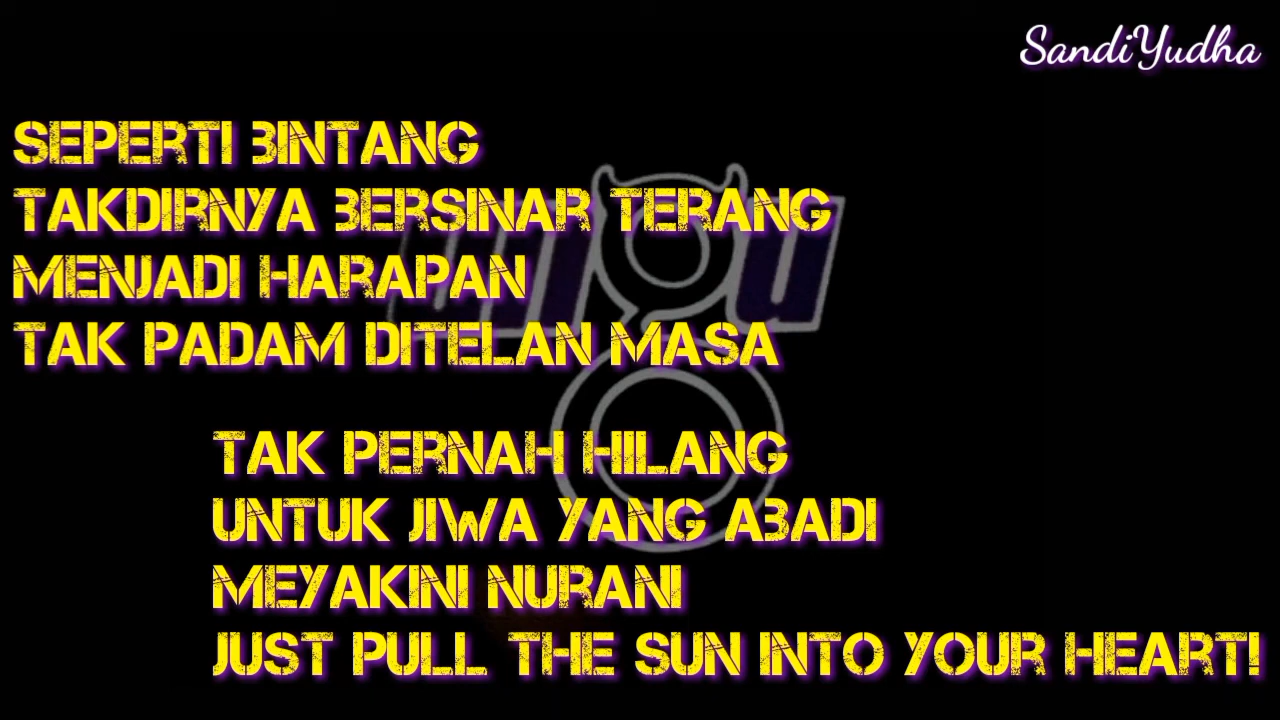 SandiYudha
SEPERTI BINTANG
TAKDIRNYA BERSINAR TERANG
MENJADI HARAPAN
TAK PADAM DITELAN MASA
ungu
TAK PERNAH HILANG
UNTUK JIWA YANG ABADI
MEYAKINI NURANI
JUST PULL THE SUN INTO YOUR HEART!